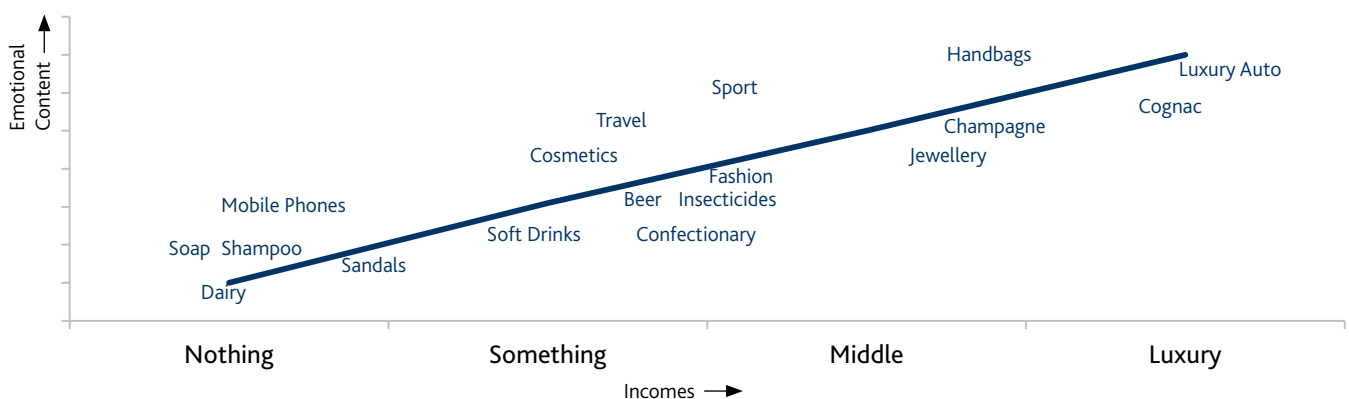 Emotional
Content
Handbags
Luxury Auto
Sport
Cognac
Travel
Champagne
Cosmetics
Jewellery
Fashion
Beer
Insecticides
Mobile Phones
Soft Drinks
Confectionary
Soap
Shampoo
Sandals
Dairy
Nothing
Something
Middle
Luxury
Incomes